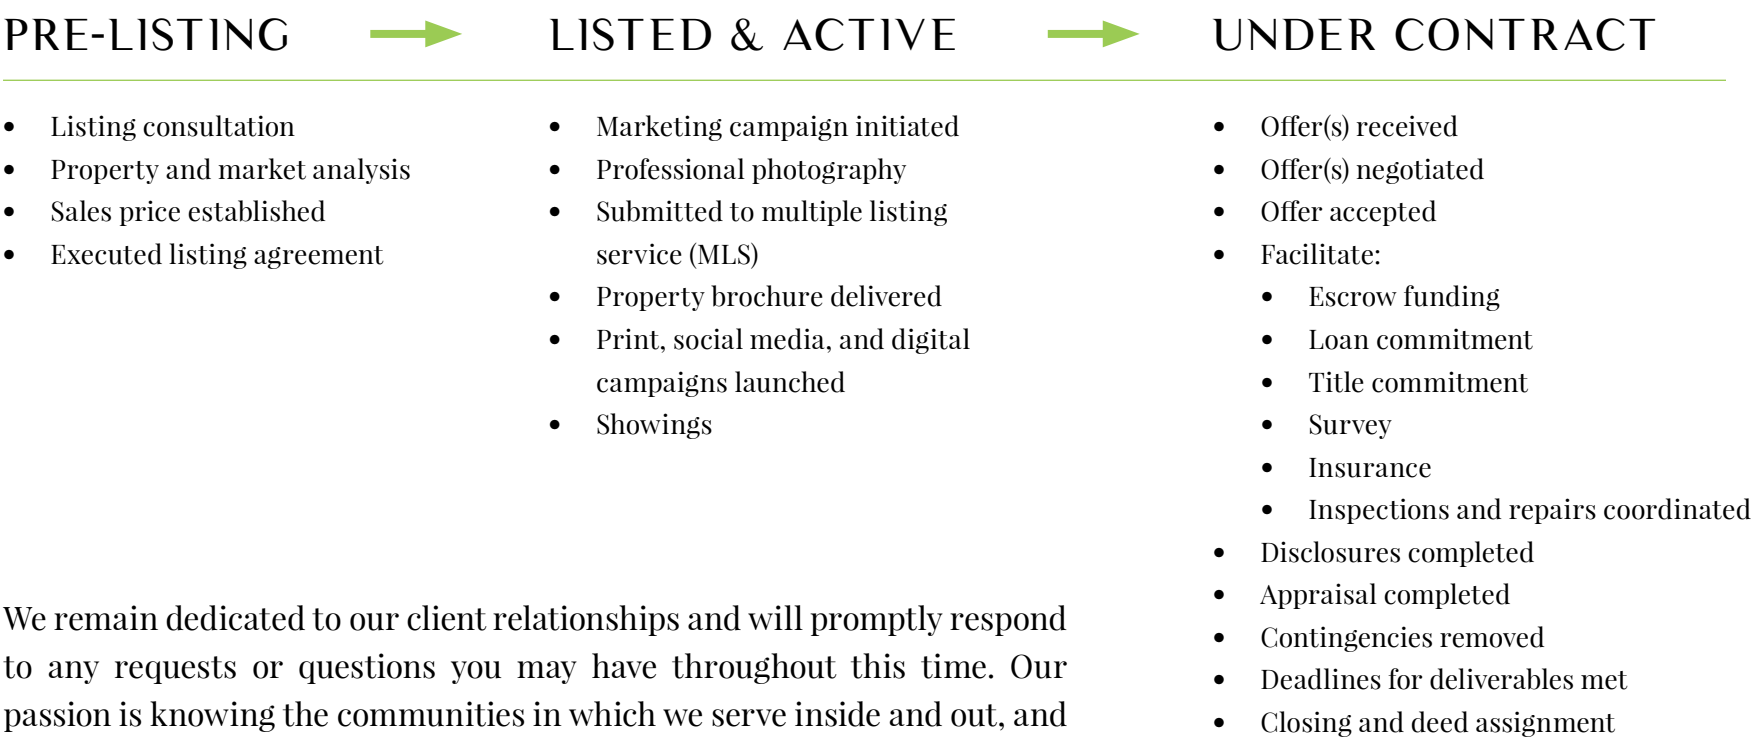 PRE-LISTING
LISTED & ACTIVE
UNDER CONTRACT
• Listing consultation
• Property and market analysis
• Sales price established
• Executed listing agreement
• Marketing campaign initiated
• Professional photography
• Submitted to multiple listing
service (MLS)
• Property brochure delivered
• Print, social media, and digital
campaigns launched
• Showings
• Offer(s) received
• Offer(s) negotiated
• Offer accepted
• Facilitate:
• Escrow funding
• Loan commitment
• Title commitment
• Survey
• Insurance
• Inspections and repairs coordinated
• Disclosures completed
• Appraisal completed
• Contingencies removed
• Deadlines for deliverables met
• Closing and deed assignment
We remain dedicated to our client relationships and will promptly respond
to any requests or questions you may have throughout this time. Our
passion is knowing the communities in which we serve inside and out, and